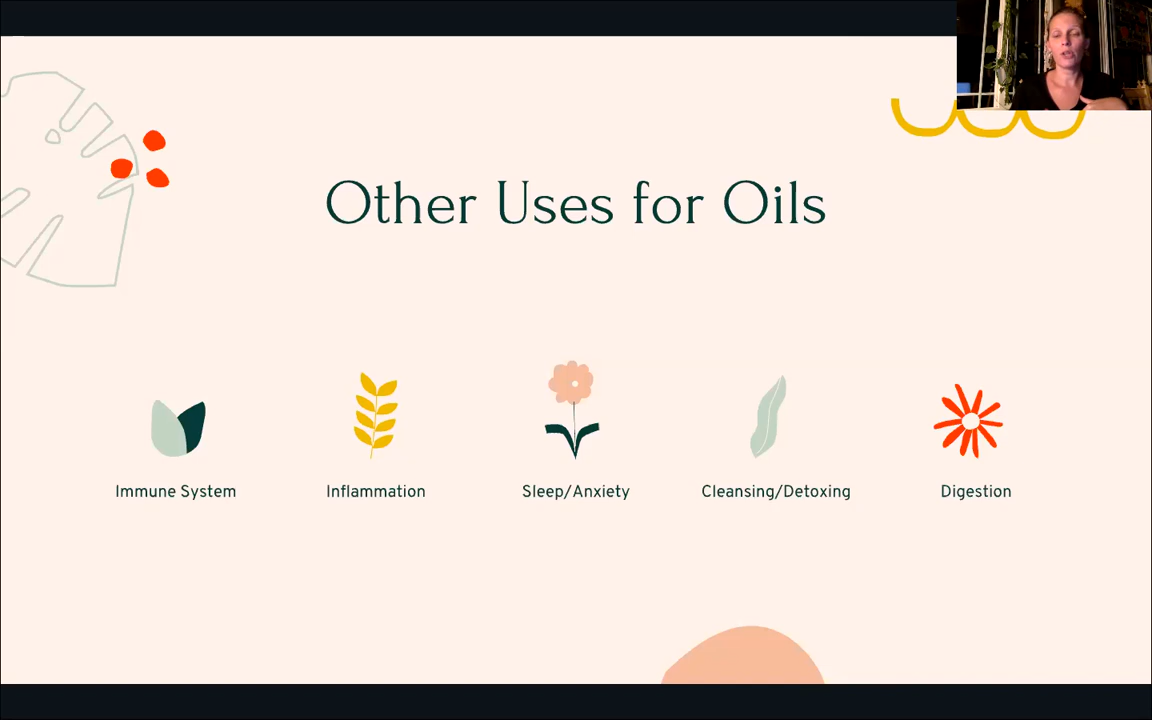 Other Uses for Oils
Immune System
Inflammation
Sleep/Anxiety
Cleansing/Detoxing
Digestion